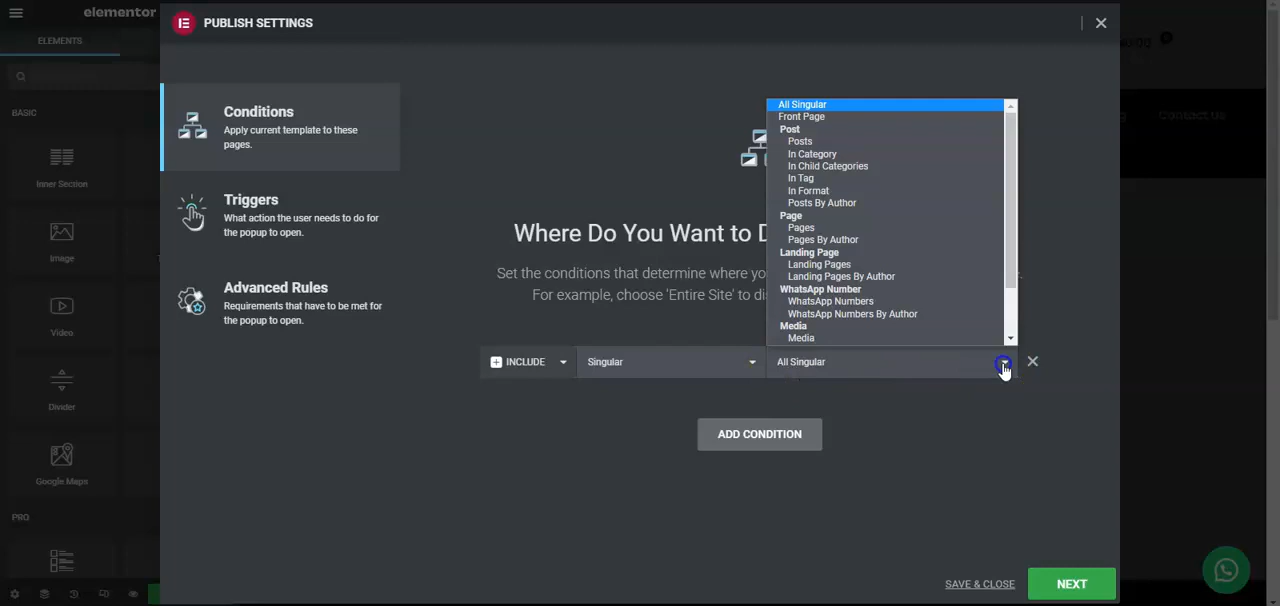 elementor
PUBLISH SETTINGS
ELEMENTS
BASIC
Inner Section
Image
Video
Divider
Google Maps
PRO
Conditions
Apply current template to these
pages.
Triggers
What action the user needs to do for
the popup to open.
Advanced Rules
Requirements that have to be met for
the popup to open.
Where Do You Want to D
Set the conditions that determine where yo
For example, choose 'Entire Site' to di
All Singular
Front Page
Post
Posts
In Category
In Child Categories
In Tag
In Format
Posts By Author
Page
Pages
Pages By Author
Landing Page
Landing Pages
Landing Pages By Author
WhatsApp Number
WhatsApp Numbers
WhatsApp Numbers By Author
Media
Media
INCLUDE
Singular
All Singular
ADD CONDITION
SAVE & CLOSE
NEXT
Contact Us